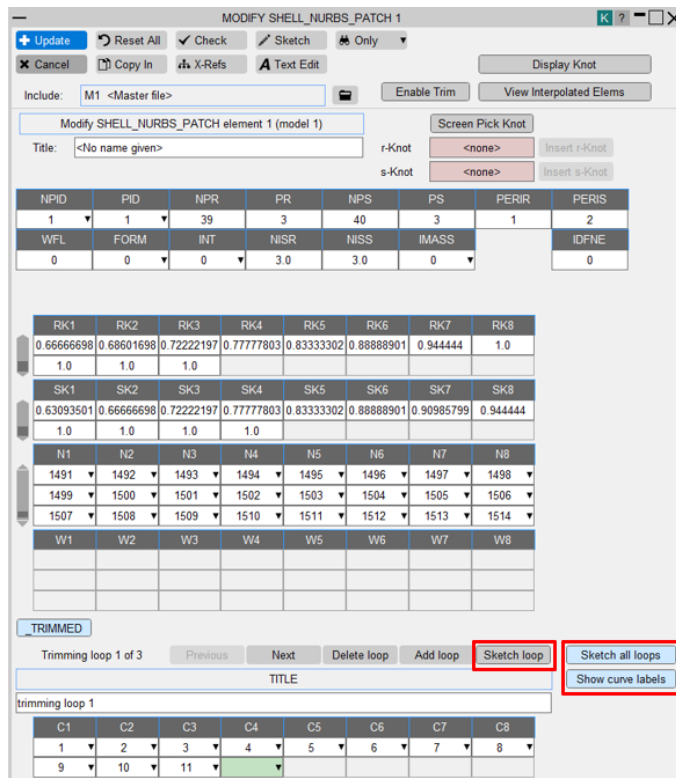 MODIFY SHELL_NURBS_PATCH 1
K ?
Update Reset All Check Sketch Only
Cancel Copy In X-Refs Text Edit Display Knot
Include: M1 <Master file> Enable Trim View Interpolated Elems
Modify SHELL_NURBS_PATCH element 1 (model 1) Screen Pick Knot
Title: <No name given> r-Knot <none> Insert r-Knot
s-Knot <none> Insert s-Knot
NPID PID NPR PR NPS PS PERIR PERIS
1 1 39 3 40 3 1 2
WFL FORM INT NISR NISS IMASS IDFNE
0 0 0 3.0 3.0 0 0
RK1 RK2 RK3 RK4 RK5 RK6 RK7 RK8
0.66666698 0.68601698 0.72222197 0.77777803 0.83333302 0.88888901 0.944444 1.0
1.0 1.0 1.0
SK1 SK2 SK3 SK4 SK5 SK6 SK7 SK8
0.63093501 0.66666698 0.72222197 0.77777803 0.83333302 0.88888901 0.90985799 0.944444
1.0 1.0 1.0 1.0
N1 N2 N3 N4 N5 N6 N7 N8
1491 1492 1493 1494 1495 1496 1497 1498
1499 1500 1501 1502 1503 1504 1505 1506
1507 1508 1509 1510 1511 1512 1513 1514
W1 W2 W3 W4 W5 W6 W7 W8
_TRIMMED
Trimming loop 1 of 3 Previous Next Delete loop Add loop Sketch loop Sketch all loops
TITLE Show curve labels
trimming loop 1
C1 C2 C3 C4 C5 C6 C7 C8
1 2 3 4 5 6 7 8
9 10 11